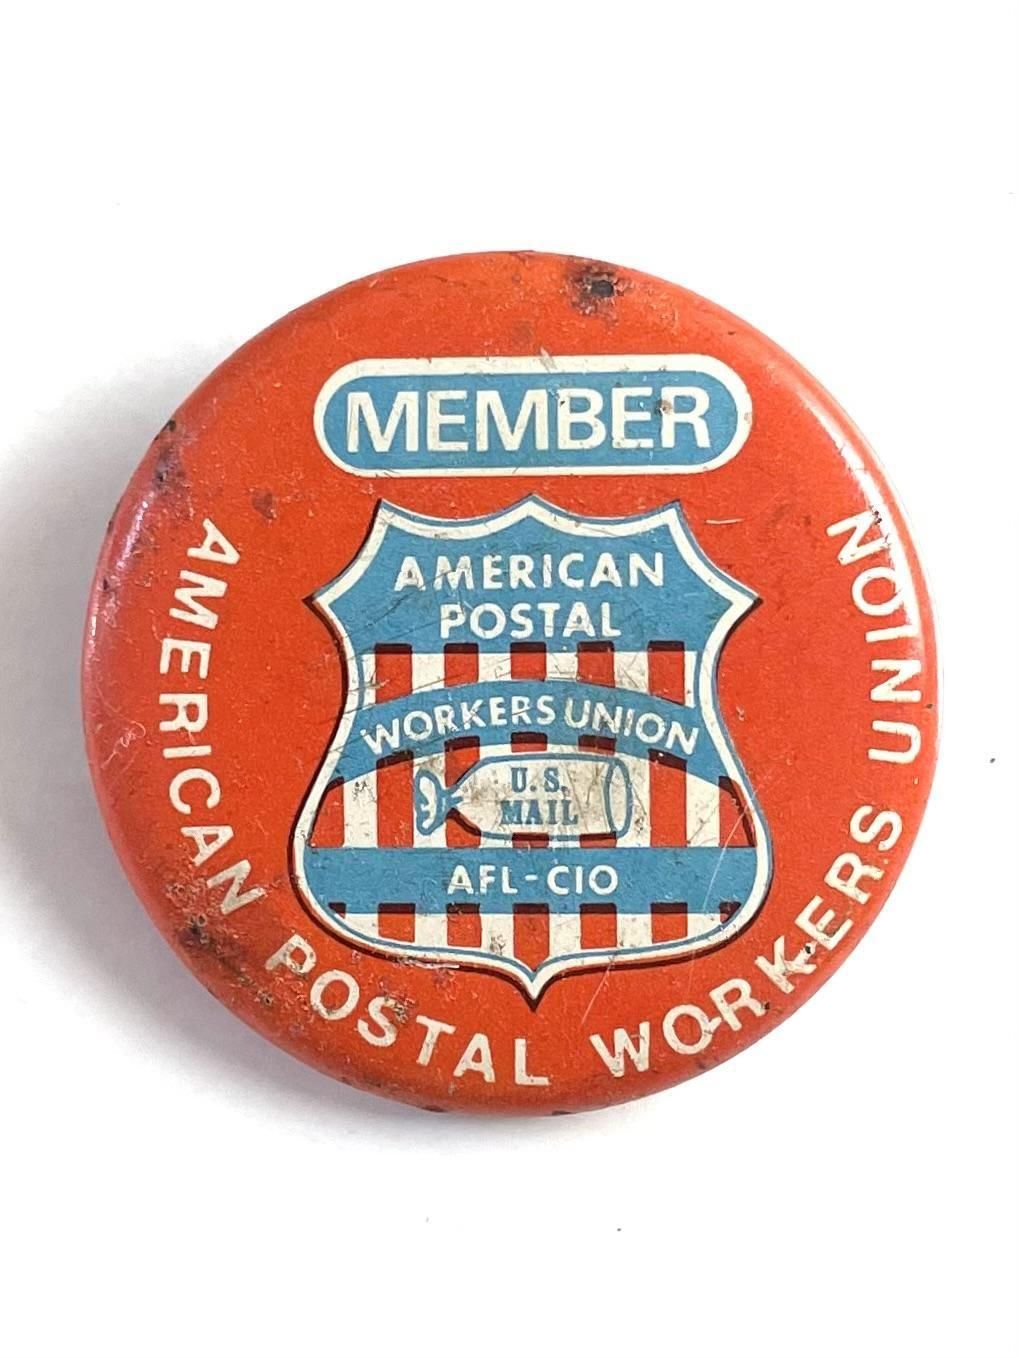 MEMBER
AMERICAN
POSTAL
WORKERS UNION
U.S.
MAIL
AFL-CIO
AMERICAN POSTAL WORKERS UNION